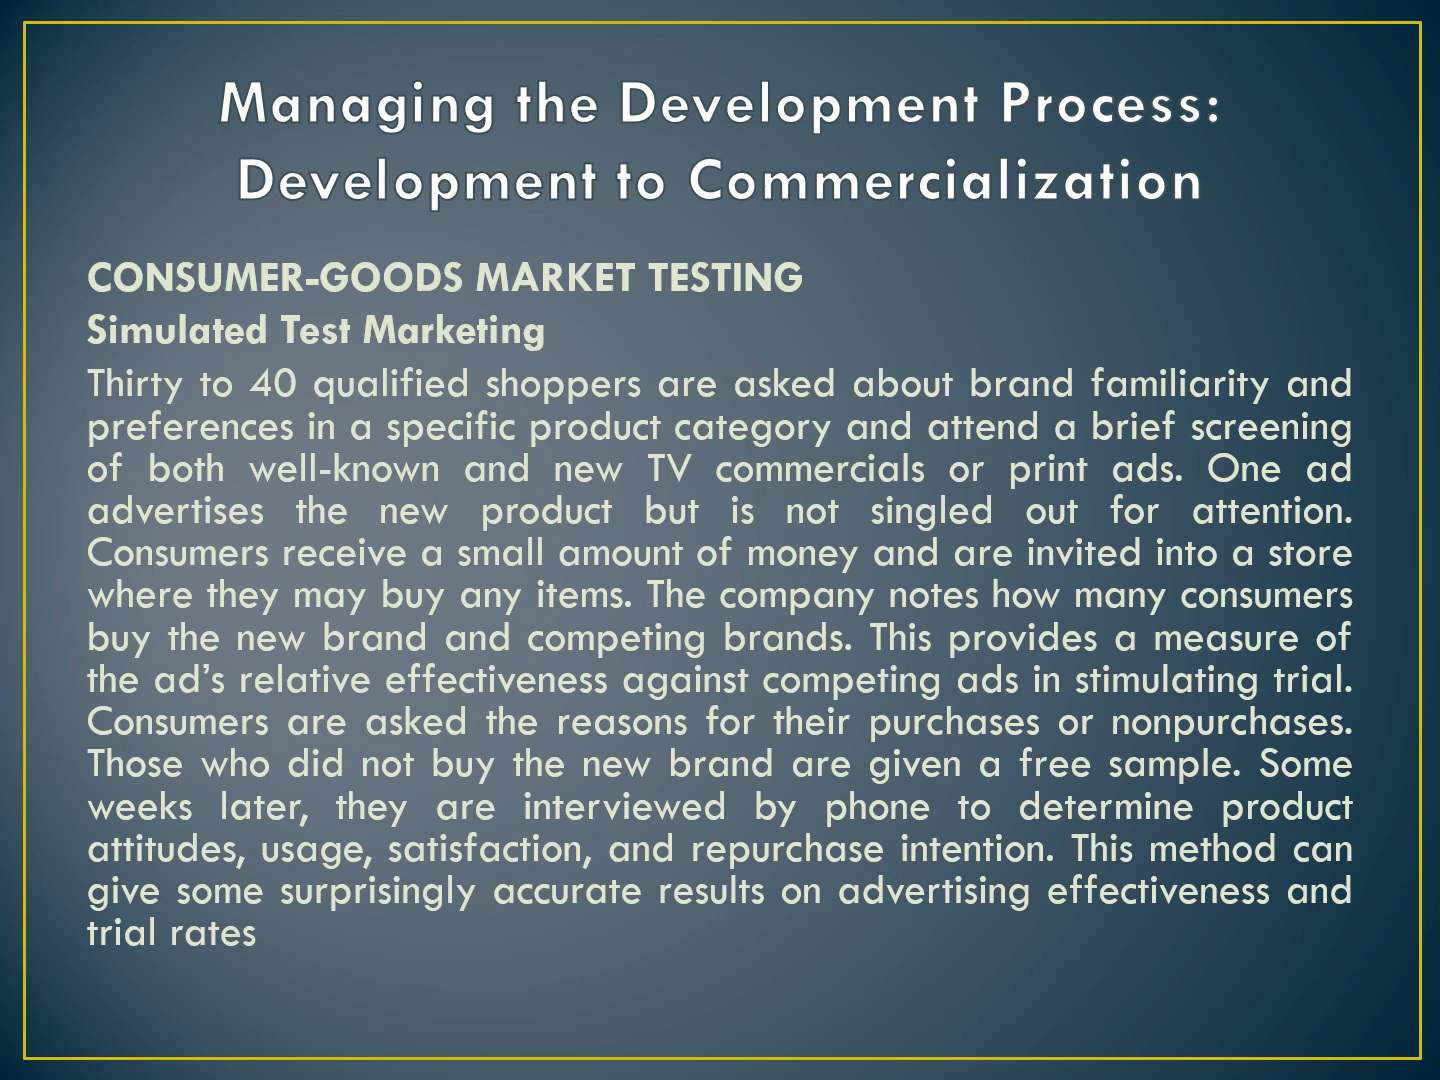 Managing the Development Process:
Development to Commercialization
CONSUMER-GOODS MARKET TESTING
Simulated Test Marketing
Thirty to 40 qualified shoppers are asked about brand familiarity and
preferences in a specific product category and attend a brief screening
of both well-known and new TV commercials or print ads. One ad
advertises the new product but is not singled out for attention.
Consumers receive a small amount of money and are invited into a store
where they may buy any items. The company notes how many consumers
buy the new brand and competing brands. This provides a measure of
the ad’s relative effectiveness against competing ads in stimulating trial.
Consumers are asked the reasons for their purchases or nonpurchases.
Those who did not buy the new brand are given a free sample. Some
weeks later, they are interviewed by phone to determine product
attitudes, usage, satisfaction, and repurchase intention. This method can
give some surprisingly accurate results on advertising effectiveness and
trial rates